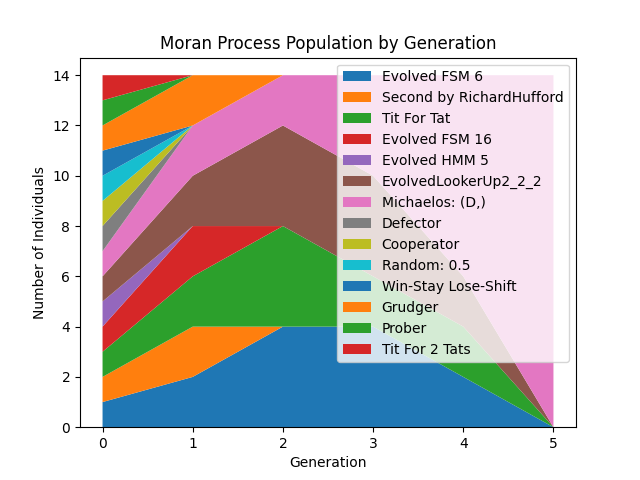 Moran Process Population by Generation
Number of Individuals
14
12
10
8
6
4
2
0
Evolved FSM 6
Second by RichardHufford
Tit For Tat
Evolved FSM 16
Evolved HMM 5
EvolvedLookerUp2_2_2
Michaelos: (D,)
Defector
Cooperator
Random: 0.5
Win-Stay Lose-Shift
Grudger
Prober
Tit For 2 Tats
0 1 2 3 4 5
Generation